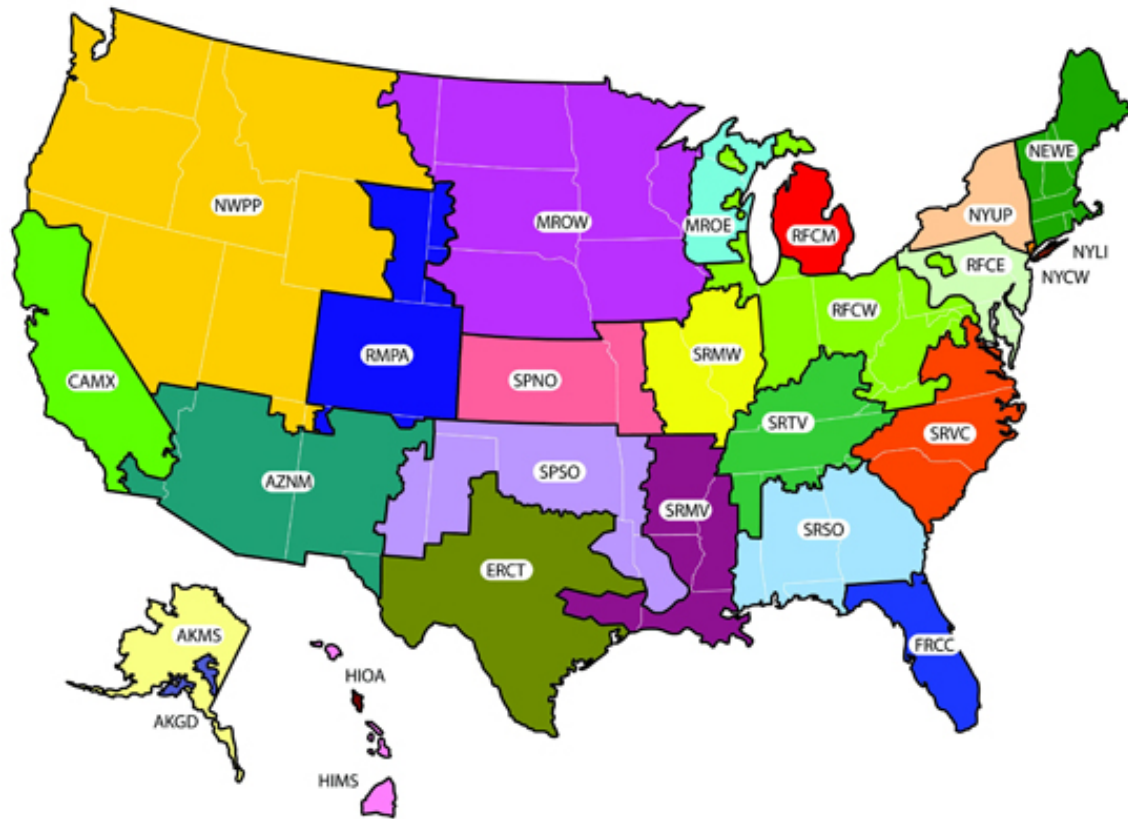 NEWE
NWPP
NYUP
MROW
MROE
RFCM
NYLI
RFCE
NYCW
RFCW
RMPA
SRMW
SPNO
CAMX
SRTV
SRVC
AZNM
SPSO
SRMV
SRSO
ERCT
AKMS
FRCC
HIOA
AKGD
HIMS